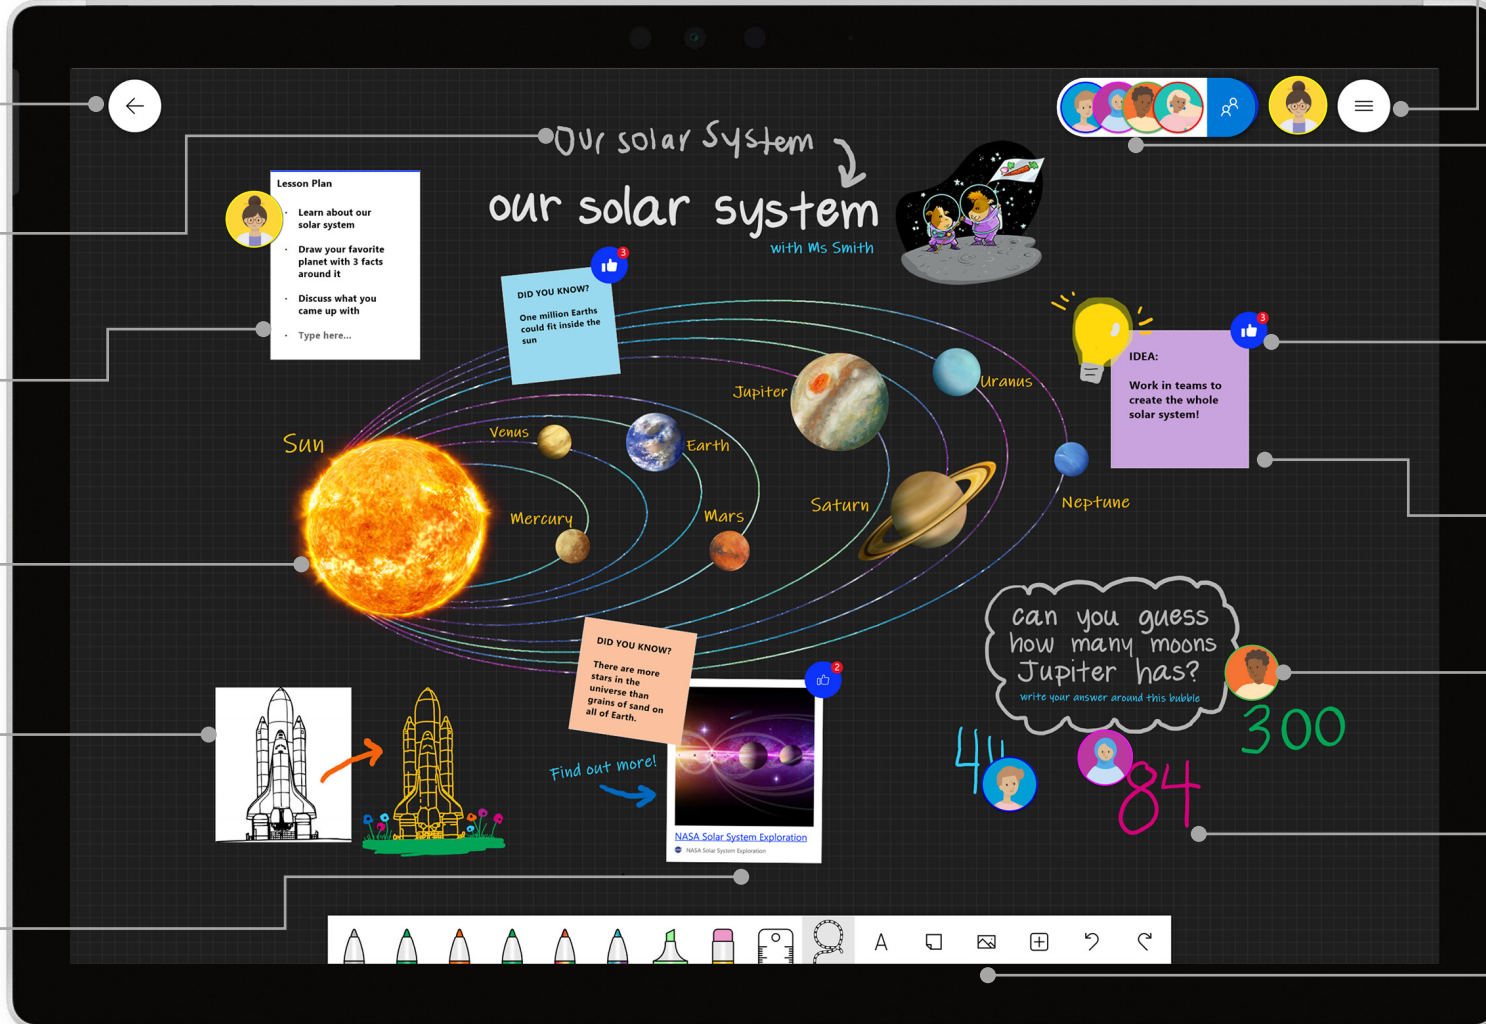 Our solar System
our solar system
with Ms Smith
Lesson Plan
· Learn about our
solar system
· Draw your favorite
planet with 3 facts
around it
· Discuss what you
came up with
· Type here...
3
DID YOU KNOW?
One million Earths
could fit inside the
sun
3
IDEA:
Work in teams to
create the whole
solar system!
Sun
Venus
Mercury
Earth
Mars
Jupiter
Saturn
Uranus
Neptune
DID YOU KNOW?
There are more
stars in the
universe than
grains of sand on
all of Earth.
2
Find out more!
NASA Solar System Exploration
NASA Solar System Exploration
can you guess
how many moons
Jupiter has?
write your answer around this bubble
300
84
A